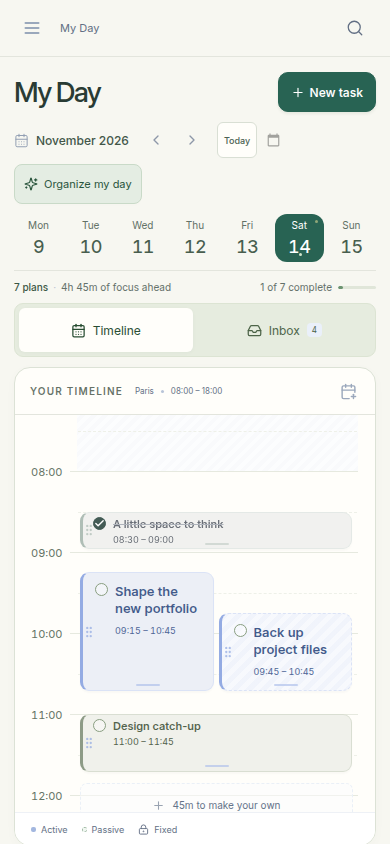 My Day
My Day
New task
November 2026
Today
Organize my day
Mon Tue Wed Thu Fri Sat Sun
9 10 11 12 13 14 15
7 plans · 4h 45m of focus ahead 1 of 7 complete
Timeline
Inbox 4
YOUR TIMELINE Paris • 08:00 – 18:00
08:00
A little space to think
08:30 – 09:00
09:00
Shape the
new portfolio
09:15 – 10:45
10:00
Back up
project files
09:45 – 10:45
11:00
Design catch-up
11:00 – 11:45
12:00
45m to make your own
Active Passive Fixed